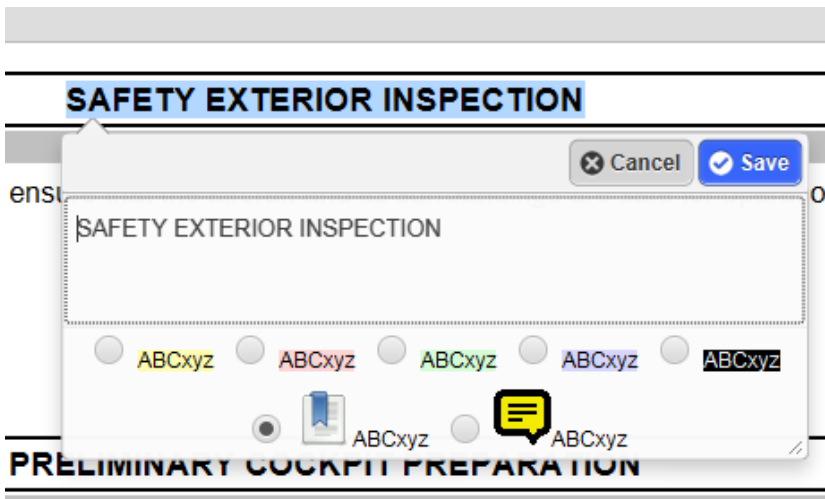 SAFETY EXTERIOR INSPECTION
Cancel Save
SAFETY EXTERIOR INSPECTION
ABCxyz ABCxyz ABCxyz ABCxyz ABCxyz
ABCxyz ABCxyz
PRELIMINARY COCKPIT PREPARATION